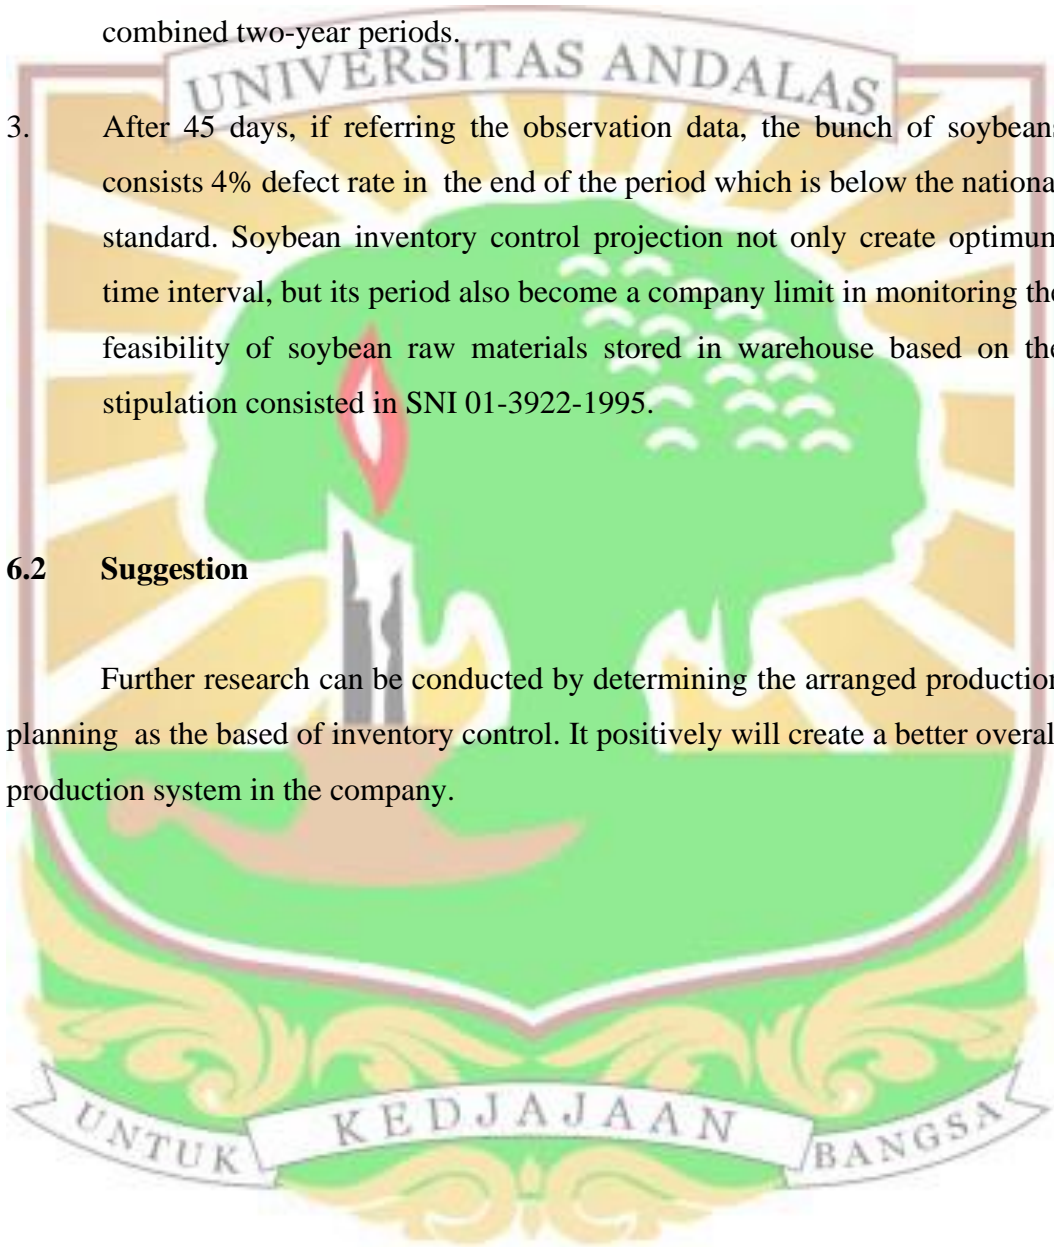 combined two-year periods.
UNIVERSITAS ANDALAS
3. After 45 days, if referring the observation data, the bunch of soybeans
consists 4% defect rate in the end of the period which is below the national
standard. Soybean inventory control projection not only create optimum
time interval, but its period also become a company limit in monitoring the
feasibility of soybean raw materials stored in warehouse based on the
stipulation consisted in SNI 01-3922-1995.
6.2 Suggestion
Further research can be conducted by determining the arranged production
planning as the based of inventory control. It positively will create a better overall
production system in the company.
UNTUK KEDJAJAAN BANGSA